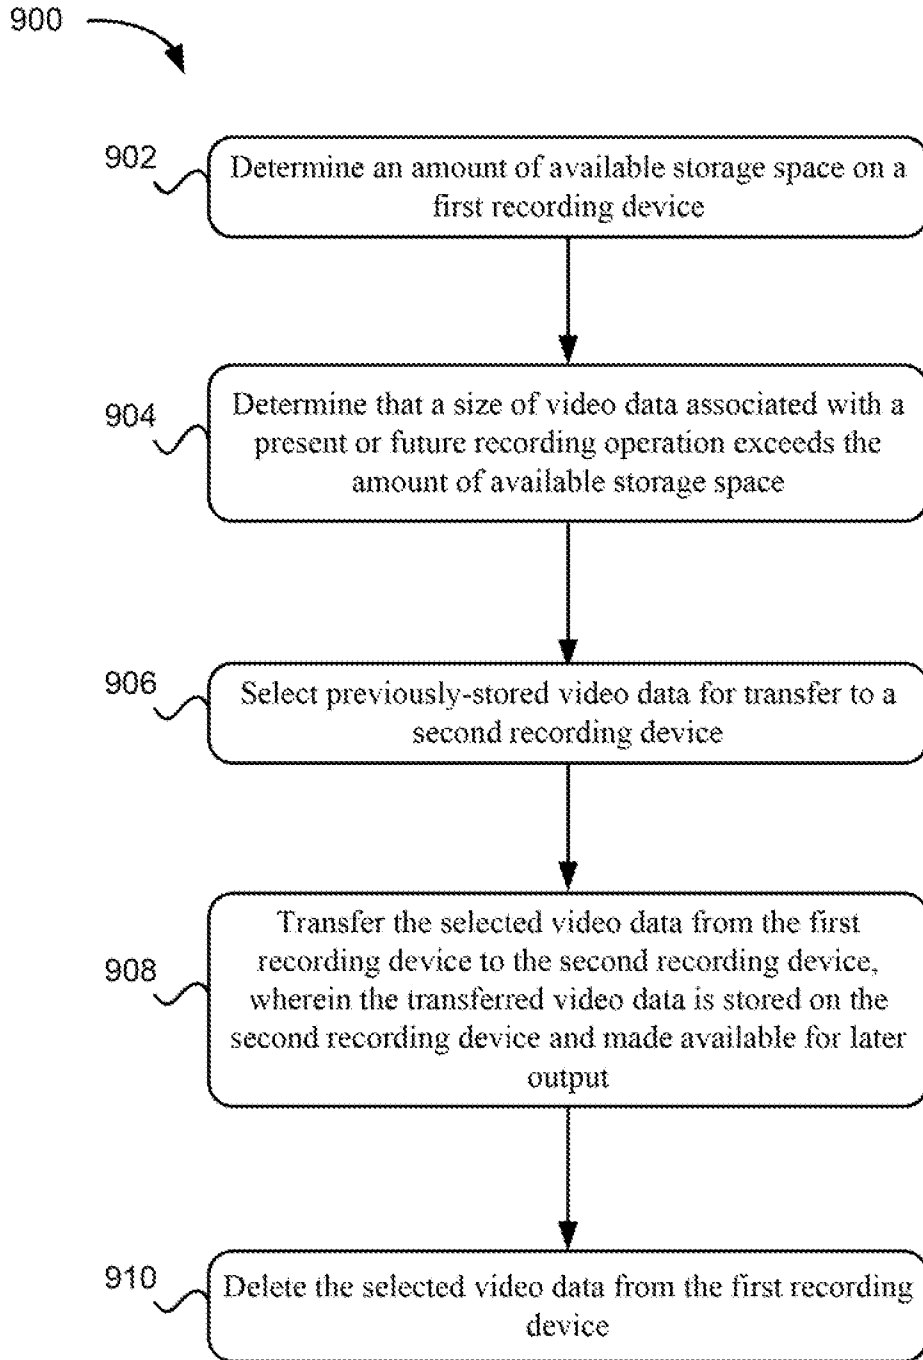 900
902
Determine an amount of available storage space on a
first recording device
904
Determine that a size of video data associated with a
present or future recording operation exceeds the
amount of available storage space
906
Select previously-stored video data for transfer to a
second recording device
908
Transfer the selected video data from the first
recording device to the second recording device,
wherein the transferred video data is stored on the
second recording device and made available for later
output
910
Delete the selected video data from the first recording
device